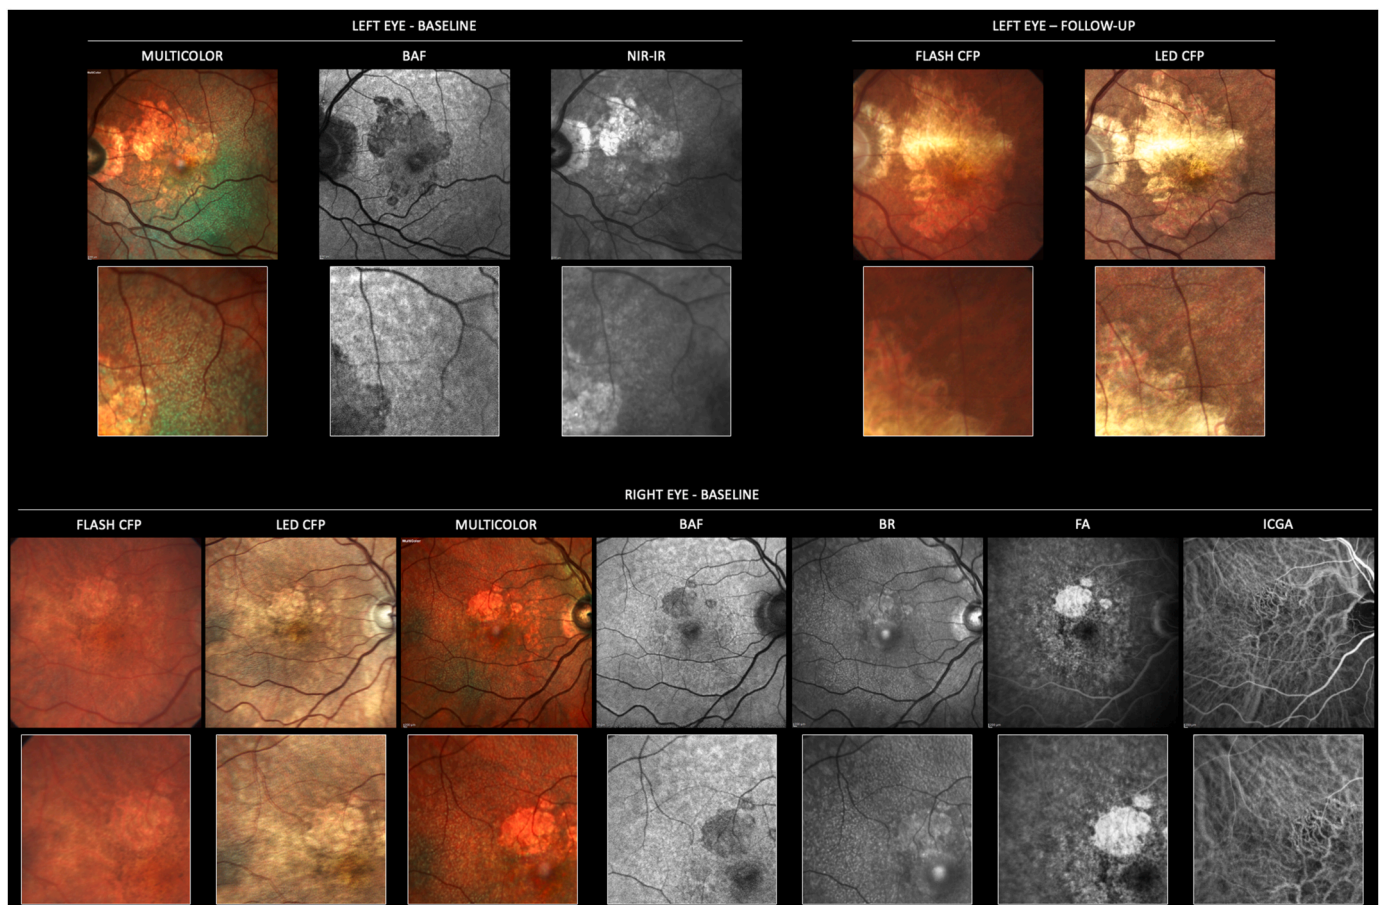 LEFT EYE - BASELINE
LEFT EYE – FOLLOW-UP
MULTICOLOR BAF NIR-IR FLASH CFP LED CFP
RIGHT EYE - BASELINE
FLASH CFP LED CFP MULTICOLOR BAF BR FA ICGA